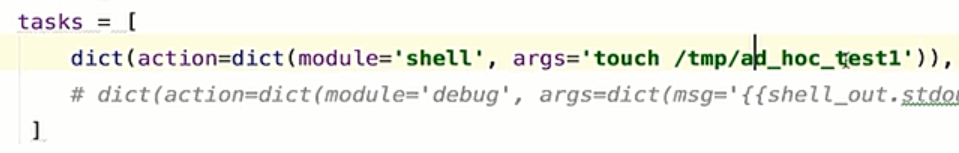 tasks = [
dict(action=dict(module='shell', args='touch /tmp/ad_hoc_test1')),
# dict(action=dict(module='debug', args=dict(msg='{{shell_out.stdou
]